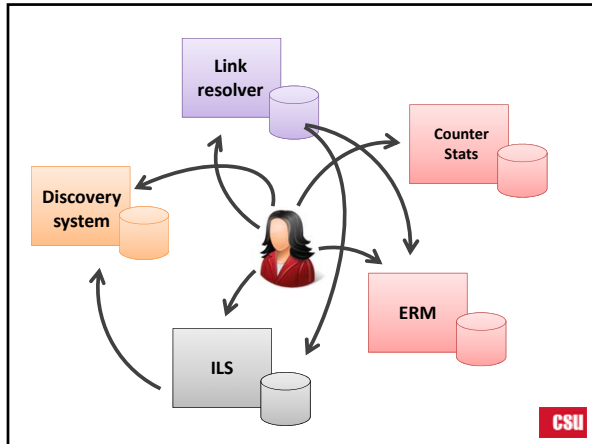 Link
resolver
Counter
Stats
Discovery
system
ERM
ILS
CSU